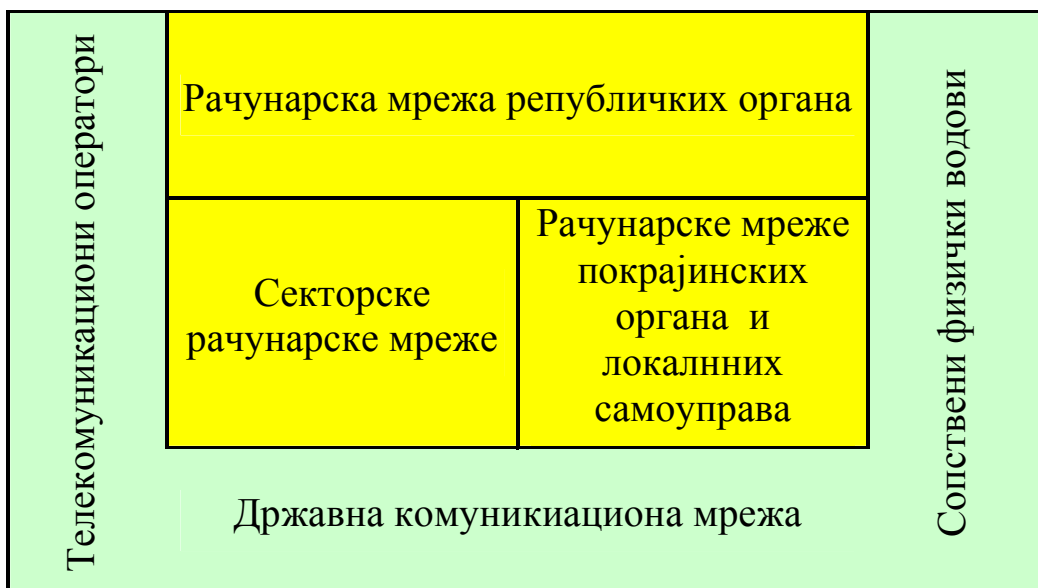 Телекомуникациони оператори
Рачунарска мрежа републичких органа
Секторске
рачунарске мреже
Рачунарске мреже
покрајинских
органа и
локалнних
самоуправа
Сопствени физички водови
Државна комуникиациона мрежа